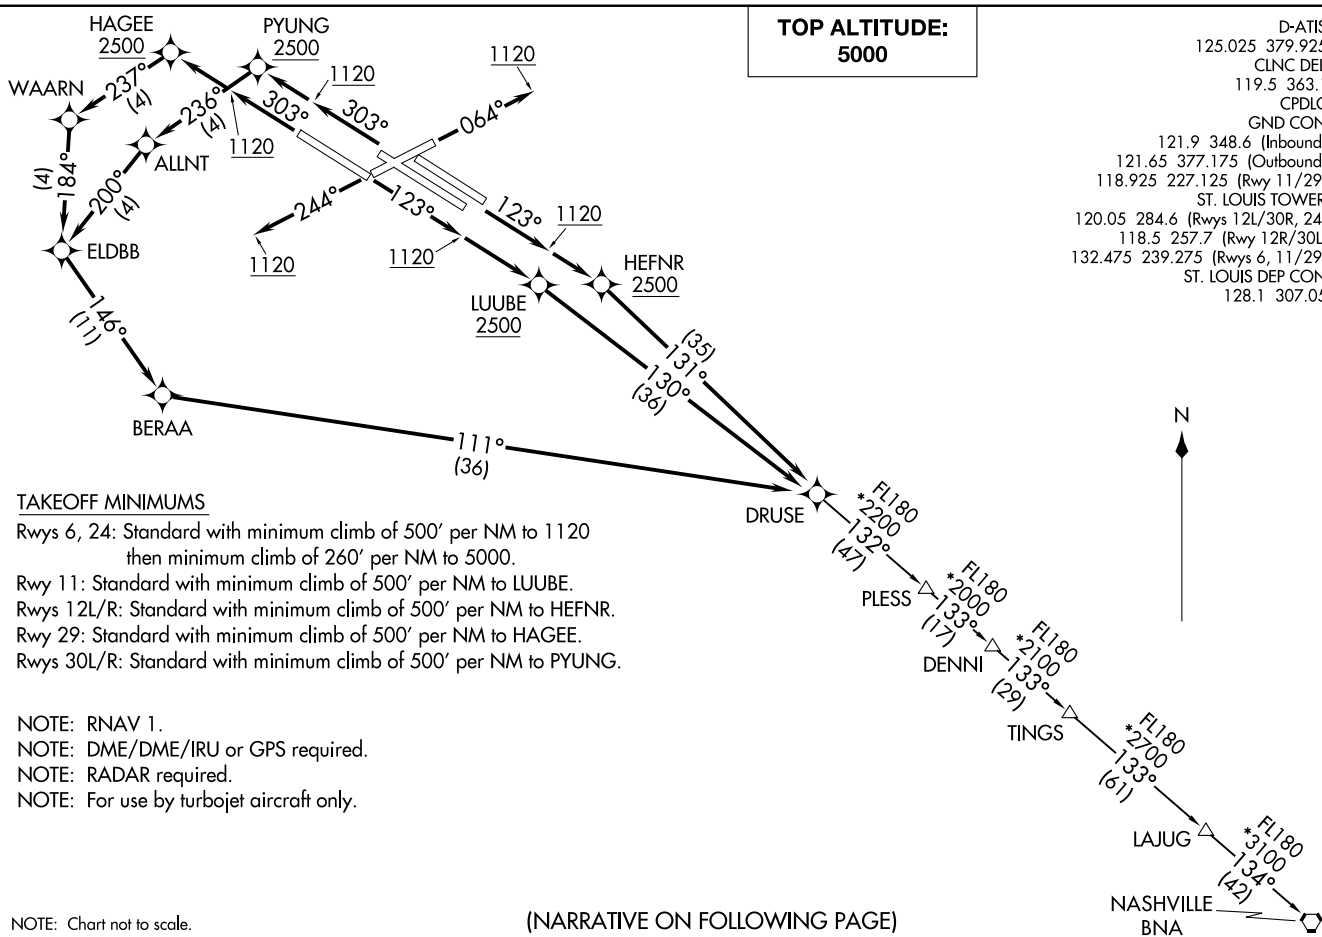 HAGEE
2500
PYUNG
2500
TOP ALTITUDE:
5000
D-ATIS
125.025 379.925
CLNC DEL
119.5 363.1
CPDLC
GND CON
121.9 348.6 (Inbound
121.65 377.175 (Outbound
118.925 227.125 (Rwy 11/29
ST. LOUIS TOWER
120.05 284.6 (Rwys 12L/30R, 24
118.5 257.7 (Rwy 12R/30L
132.475 239.275 (Rwys 6, 11/29
ST. LOUIS DEP CON
128.1 307.05
WAARN
237°
(4)
236°
(4)
303°
1120
303°
1120
1120
064°
ALLNT
184°
(4)
200°
(4)
ELDBB
244°
1120
123°
1120
123°
1120
LUUBE
2500
HEFNR
2500
146°
(11)
BERAA
(35)
131°
130°
(36)
111°
(36)
N
DRUSE
TAKEOFF MINIMUMS
Rwys 6, 24: Standard with minimum climb of 500' per NM to 1120
then minimum climb of 260' per NM to 5000.
Rwy 11: Standard with minimum climb of 500' per NM to LUUBE.
Rwys 12L/R: Standard with minimum climb of 500' per NM to HEFNR.
Rwy 29: Standard with minimum climb of 500' per NM to HAGEE.
Rwys 30L/R: Standard with minimum climb of 500' per NM to PYUNG.
FL180
*2200
132°
(47)
PLESS
FL180
*2000
133°
(17)
DENNI
FL180
*2100
133°
(29)
TINGS
FL180
*2700
133°
(61)
LAJUG
FL180
*3100
134°
(42)
NASHVILLE
BNA
NOTE: RNAV 1.
NOTE: DME/DME/IRU or GPS required.
NOTE: RADAR required.
NOTE: For use by turbojet aircraft only.
NOTE: Chart not to scale.
(NARRATIVE ON FOLLOWING PAGE)